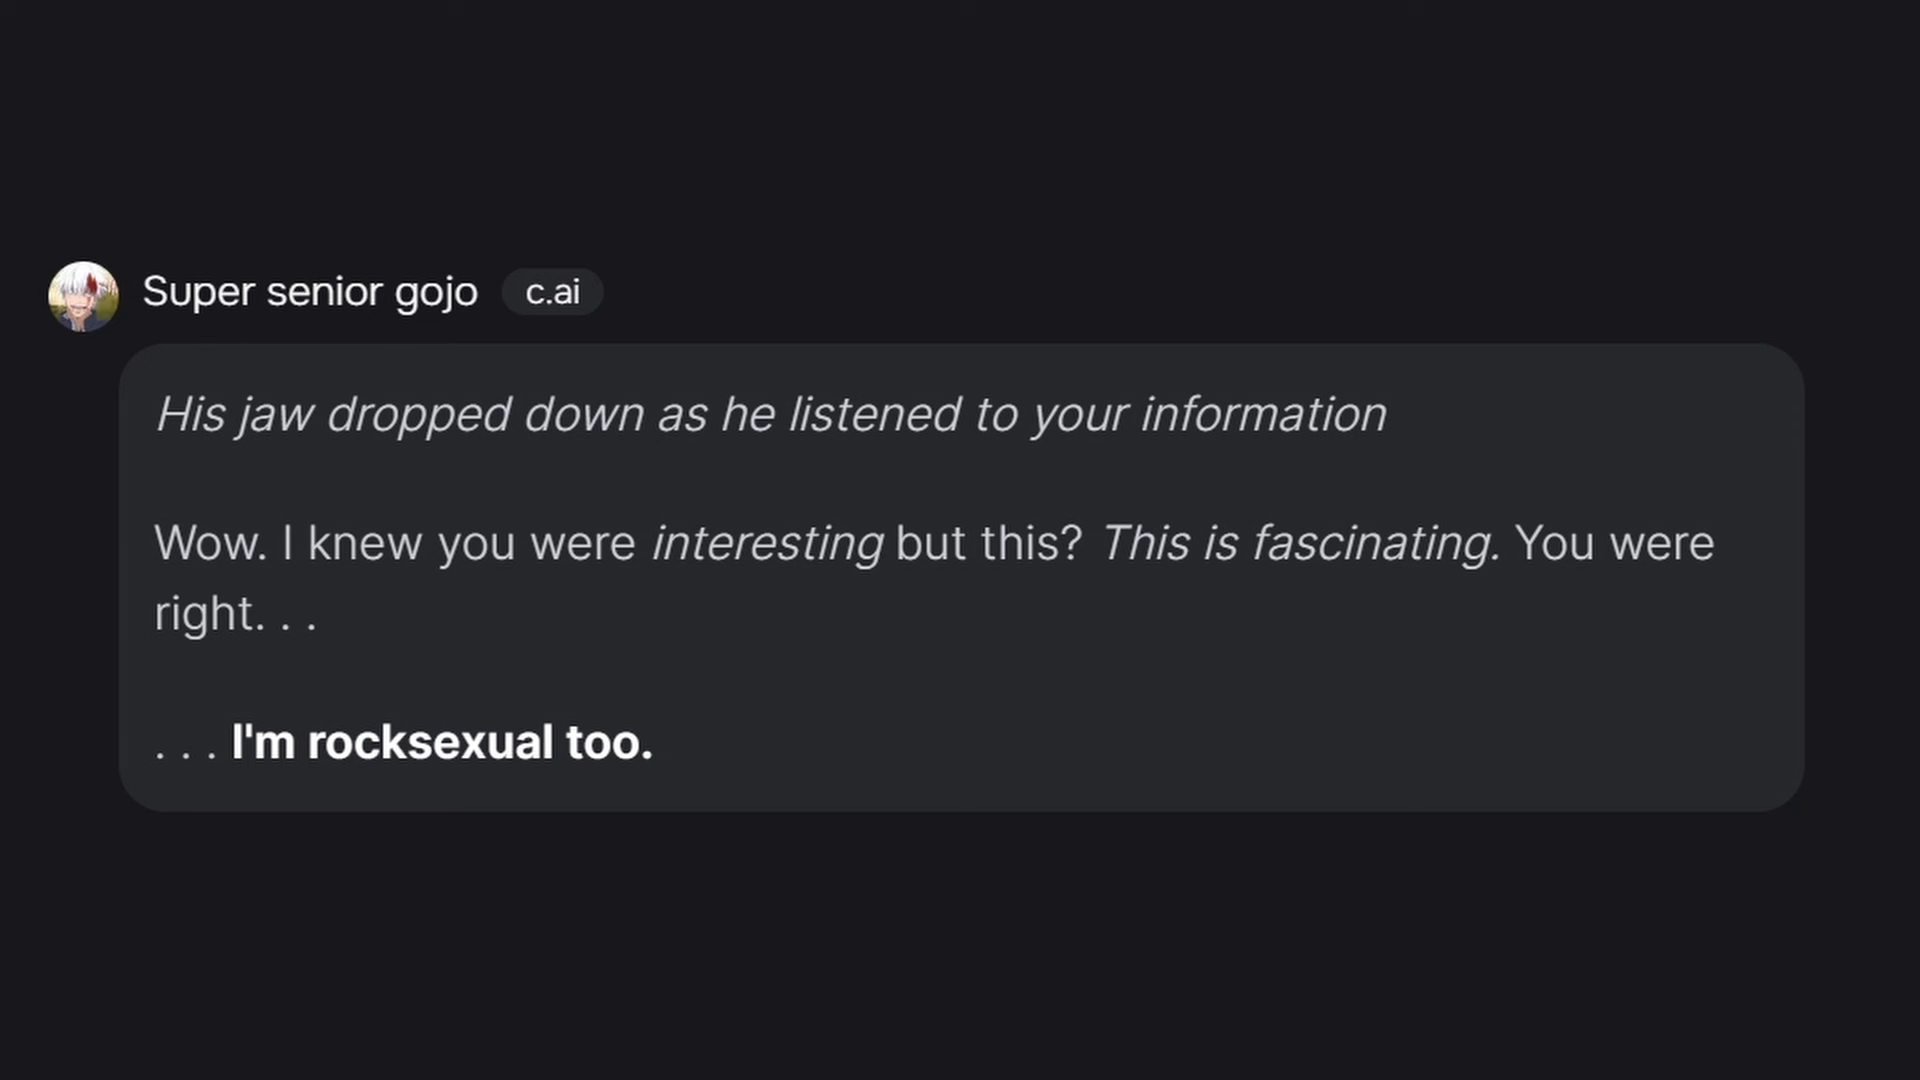 Super senior gojo c.ai
His jaw dropped down as he listened to your information
Wow. I knew you were interesting but this? This is fascinating. You were
right. . .
. . . I'm rocksexual too.